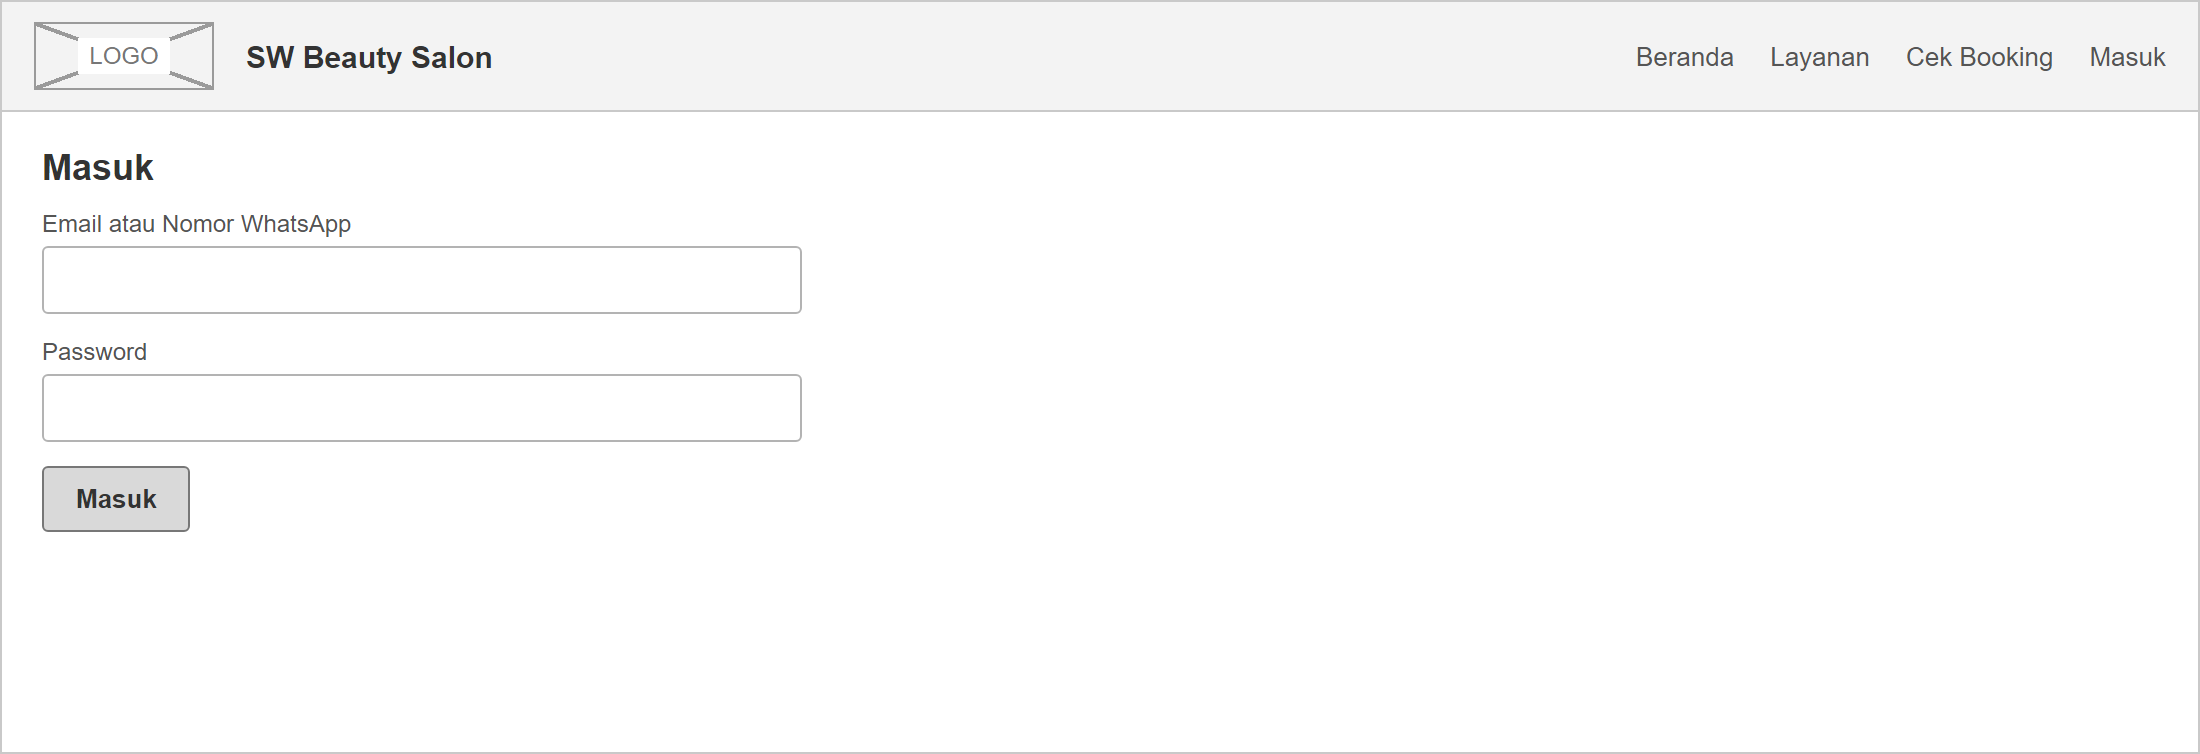 LOGO
SW Beauty Salon
Beranda Layanan Cek Booking Masuk
Masuk
Email atau Nomor WhatsApp
Password
Masuk